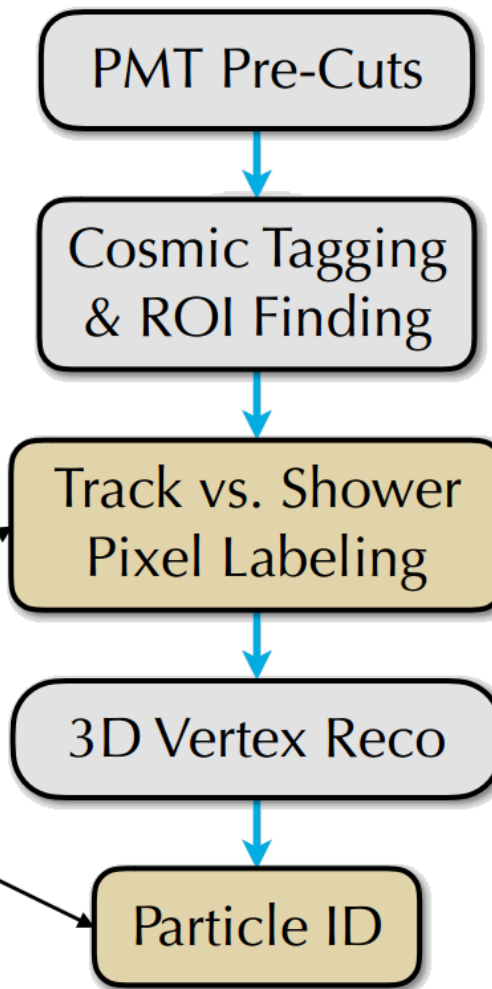 PMT Pre-Cuts
Cosmic Tagging
& ROI Finding
Track vs. Shower
Pixel Labeling
3D Vertex Reco
Particle ID